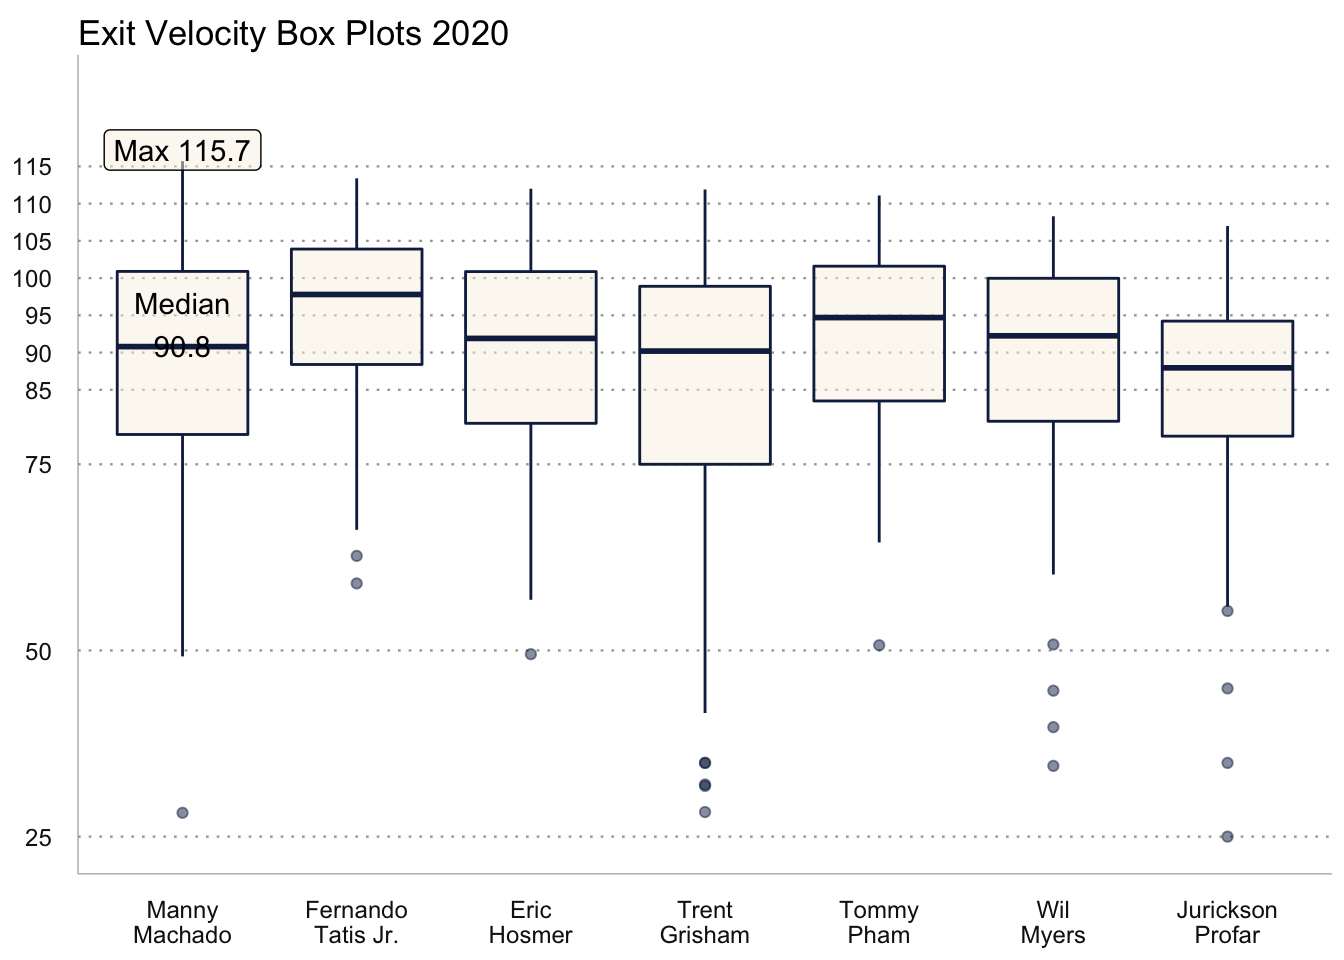 Exit Velocity Box Plots 2020
Max 115.7
115
110
105
100
95
90
85
75
50
25
Median
90.8
Manny
Machado
Fernando
Tatis Jr.
Eric
Hosmer
Trent
Grisham
Tommy
Pham
Wil
Myers
Jurickson
Profar